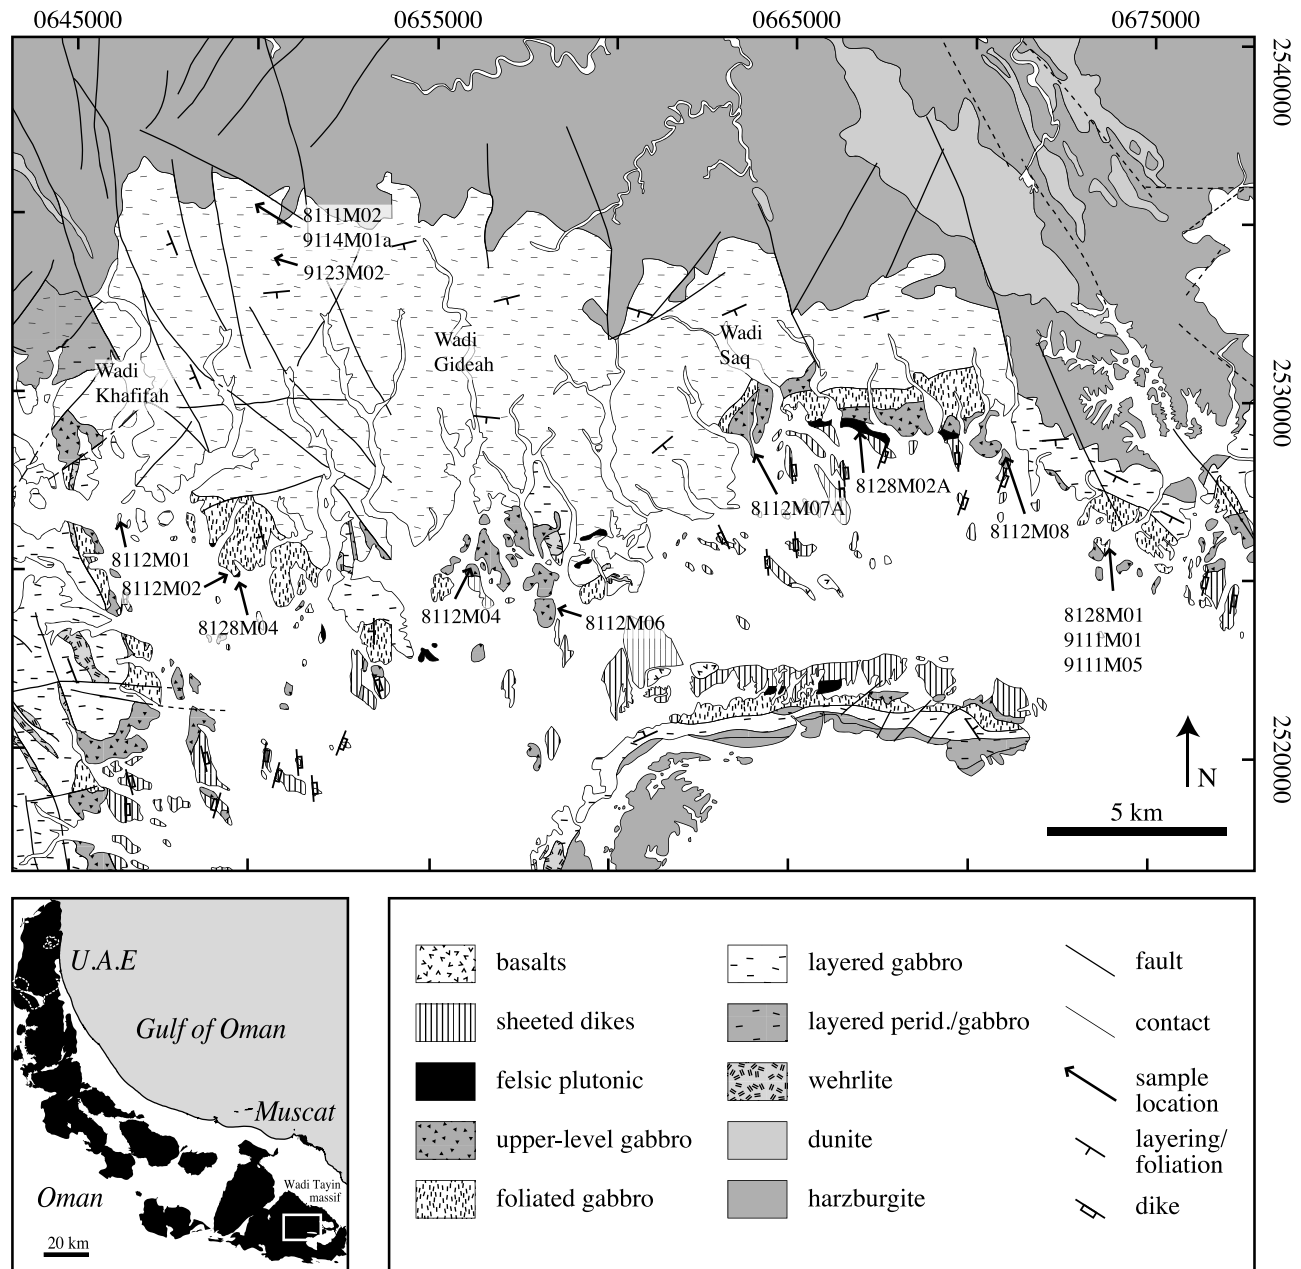 0645000
0655000
0665000
0675000
2540000
8111M02
9114M01a
9123M02
Wadi
Gideah
Wadi
Saq
Wadi
Khafifah
2530000
8128M02A
8112M07A
8112M08
8112M01
8112M02
8128M04
8112M04
8112M06
8128M01
9111M01
9111M05
2520000
N
5 km
U.A.E
Gulf of Oman
Muscat
Oman
Wadi Tayin
massif
20 km
basalts
sheeted dikes
felsic plutonic
upper-level gabbro
foliated gabbro
layered gabbro
layered perid./gabbro
wehrlite
dunite
harzburgite
fault
contact
sample
location
layering/
foliation
dike